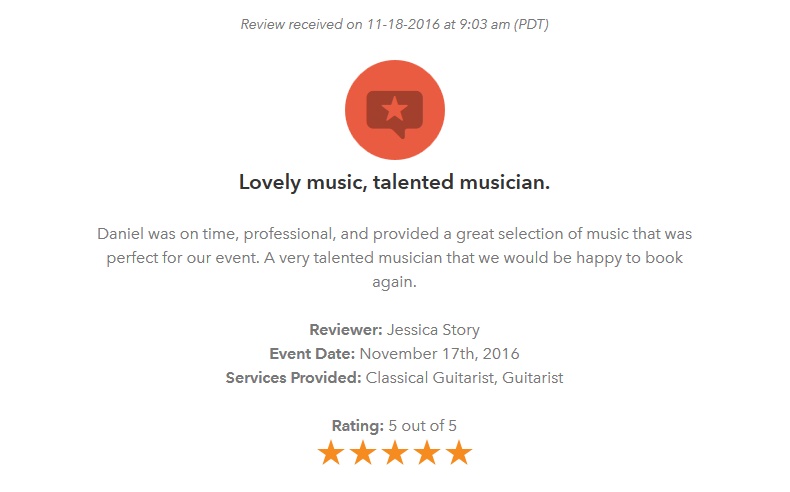 Review received on 11-18-2016 at 9:03 am (PDT)
Lovely music, talented musician.
Daniel was on time, professional, and provided a great selection of music that was
perfect for our event. A very talented musician that we would be happy to book
again.
Reviewer: Jessica Story
Event Date: November 17th, 2016
Services Provided: Classical Guitarist, Guitarist
Rating: 5 out of 5